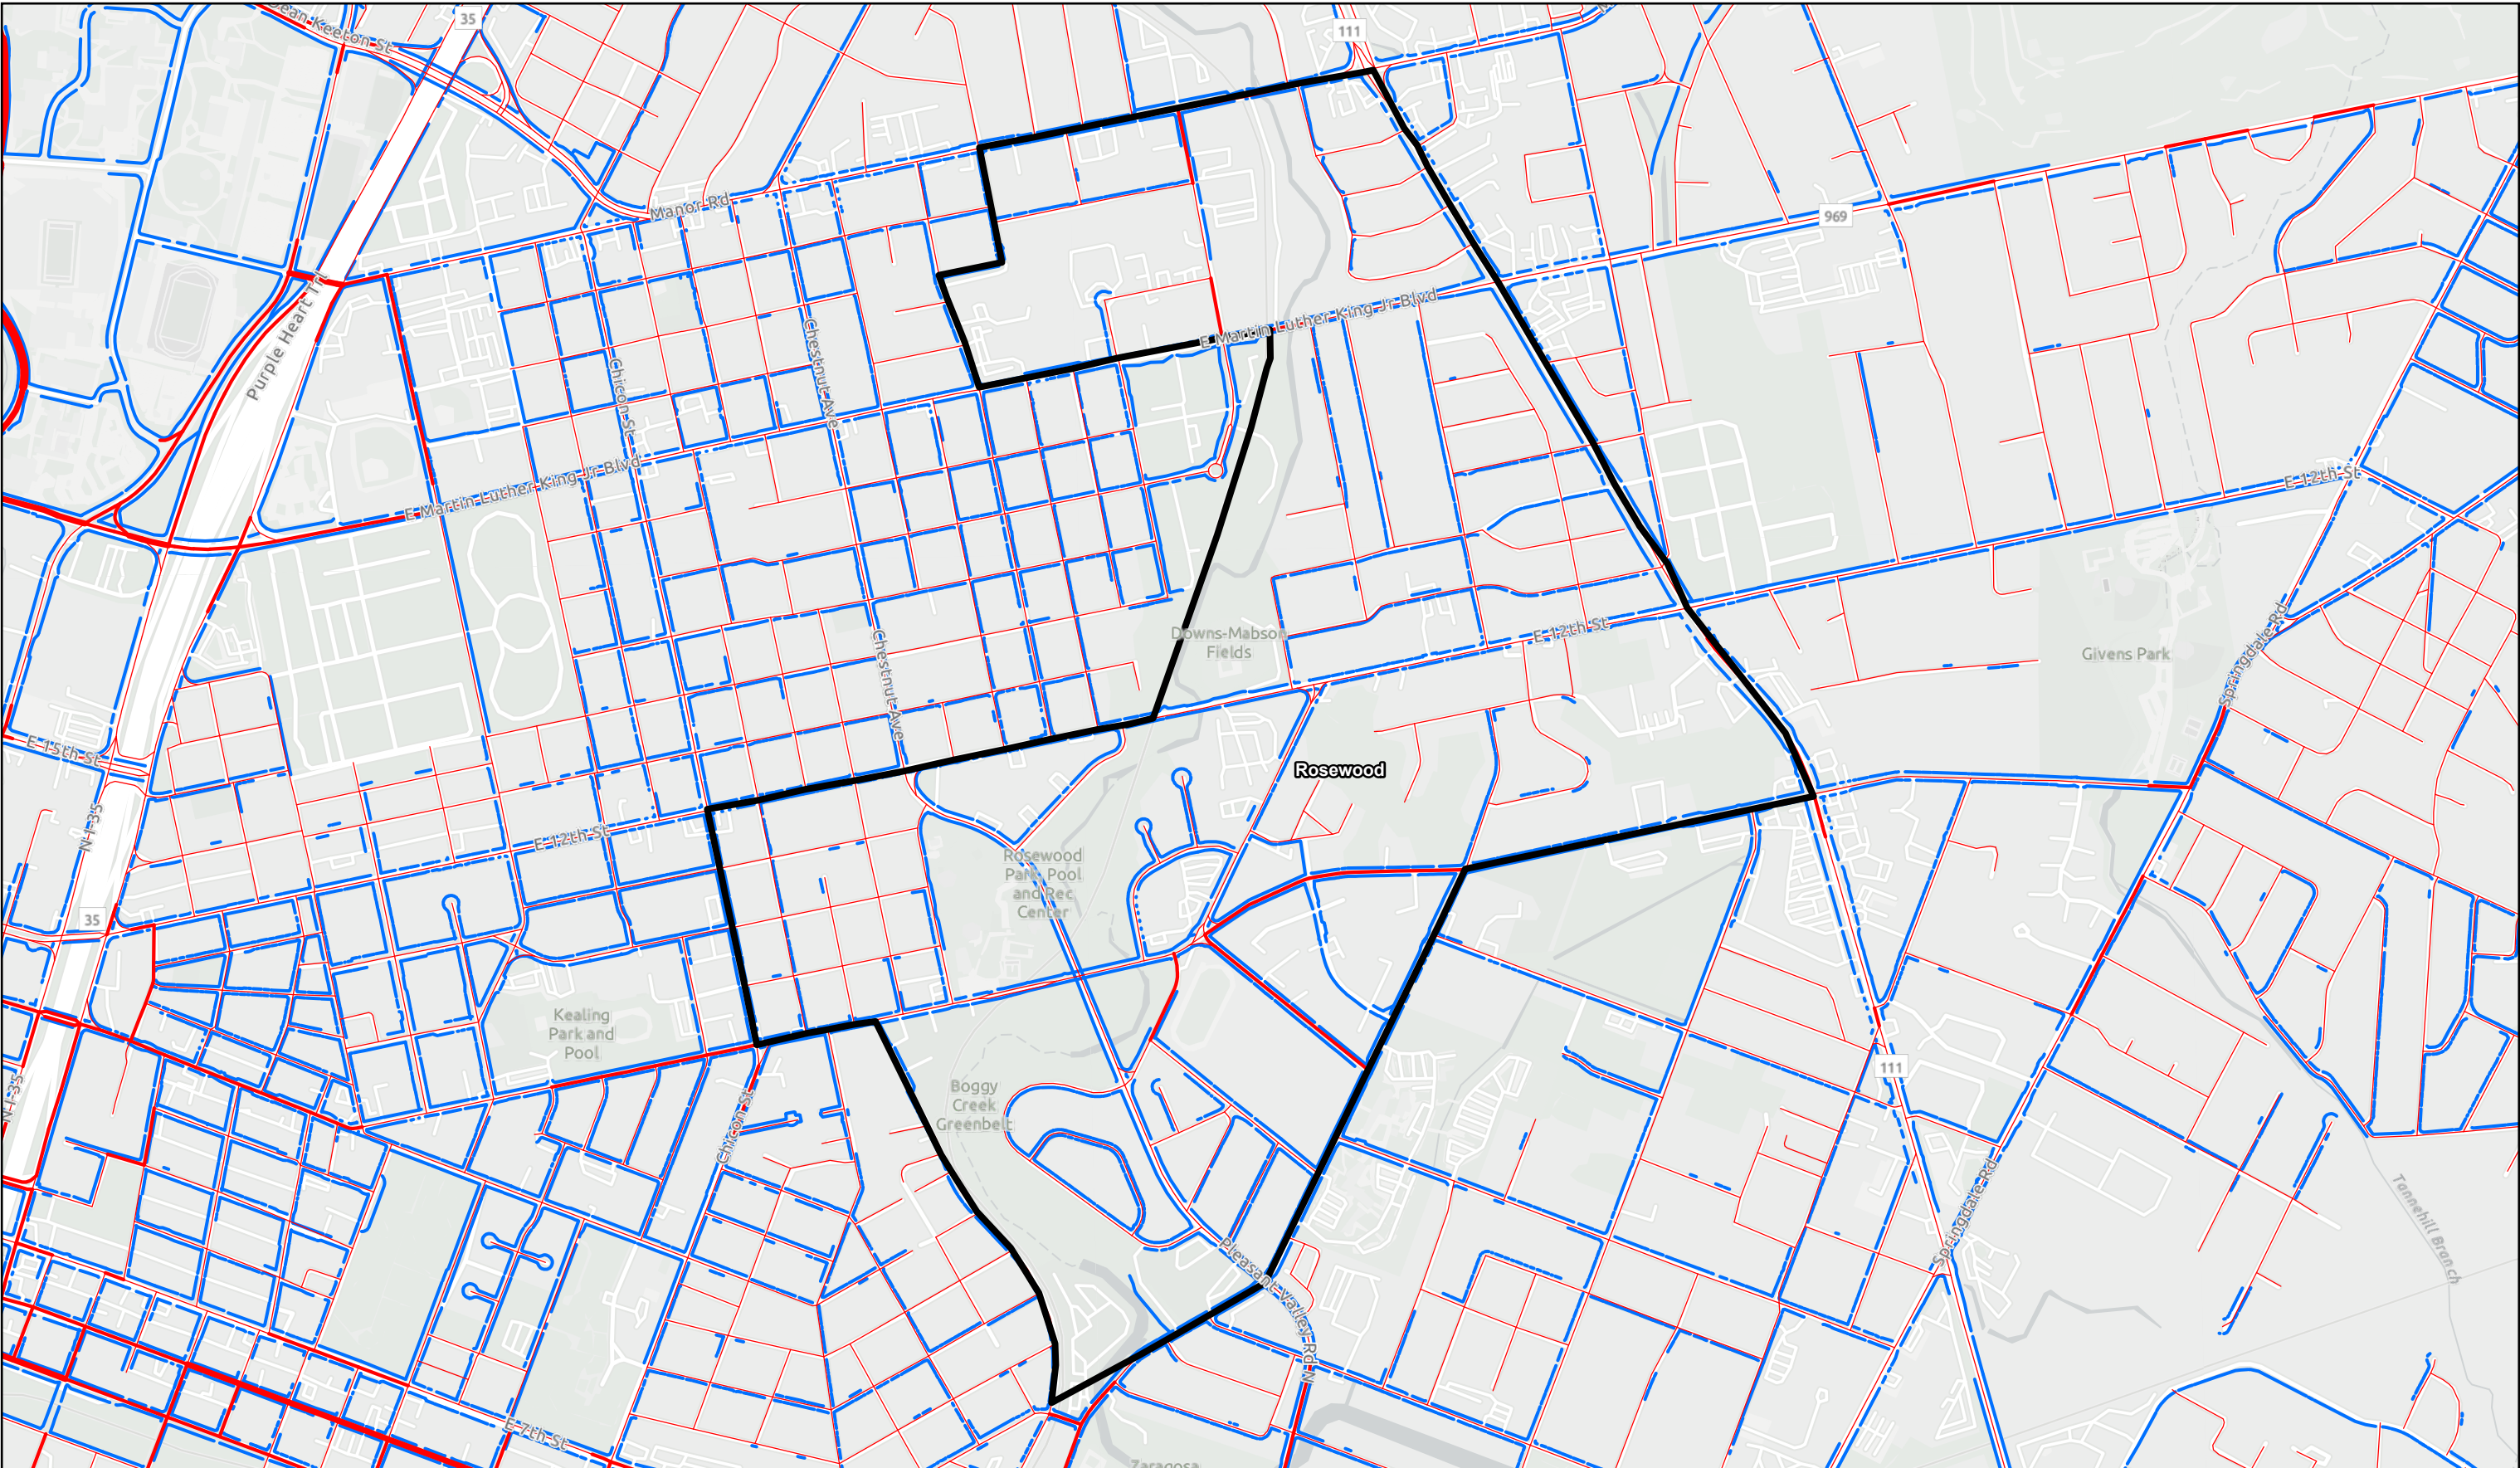 Dean Keeton St
35
111
Manor Rd
969
Purple Heart Trl
E Martin Luther King Jr Blvd
Chicon St
Chestnut Ave
E Martin Luther King Jr Blvd
E 12th St
Downs-Mabson
Fields
E 12th St
Givens Park
Springdale Rd
Chestnut Ave
E 15th St
Rosewood
N I-35
E 12th St
Rosewood
Park, Pool
and Rec
Center
35
Kealing
Park and
Pool
111
N I-35
Boggy
Creek
Greenbelt
Chicon St
Springdale Rd
Tannehill Branch
Pleasant Valley Rd N
E 7th St
Zaragosa